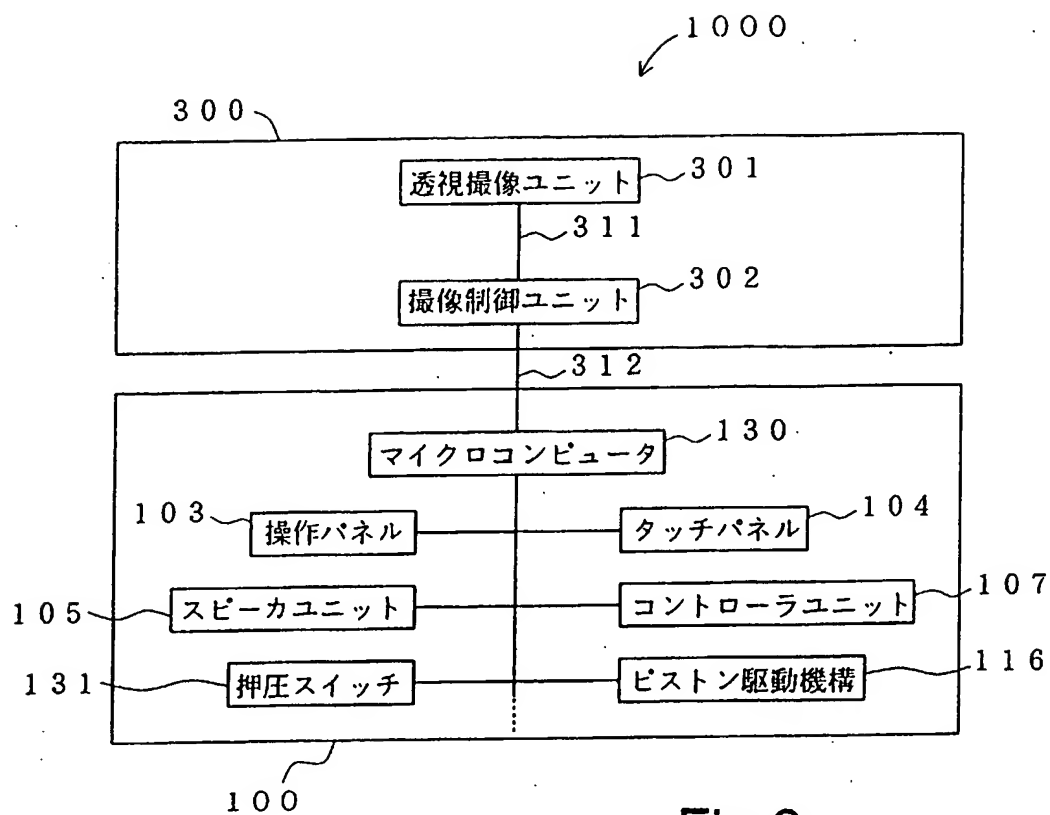 １０００
３００
透視撮像ユニット ３０１
３１１
撮像制御ユニット ３０２
３１２
マイクロコンピュータ １３０
１０３ 操作パネル タッチパネル １０４
１０５ スピーカユニット コントローラユニット １０７
１３１ 押圧スイッチ ピストン駆動機構 １１６
１００